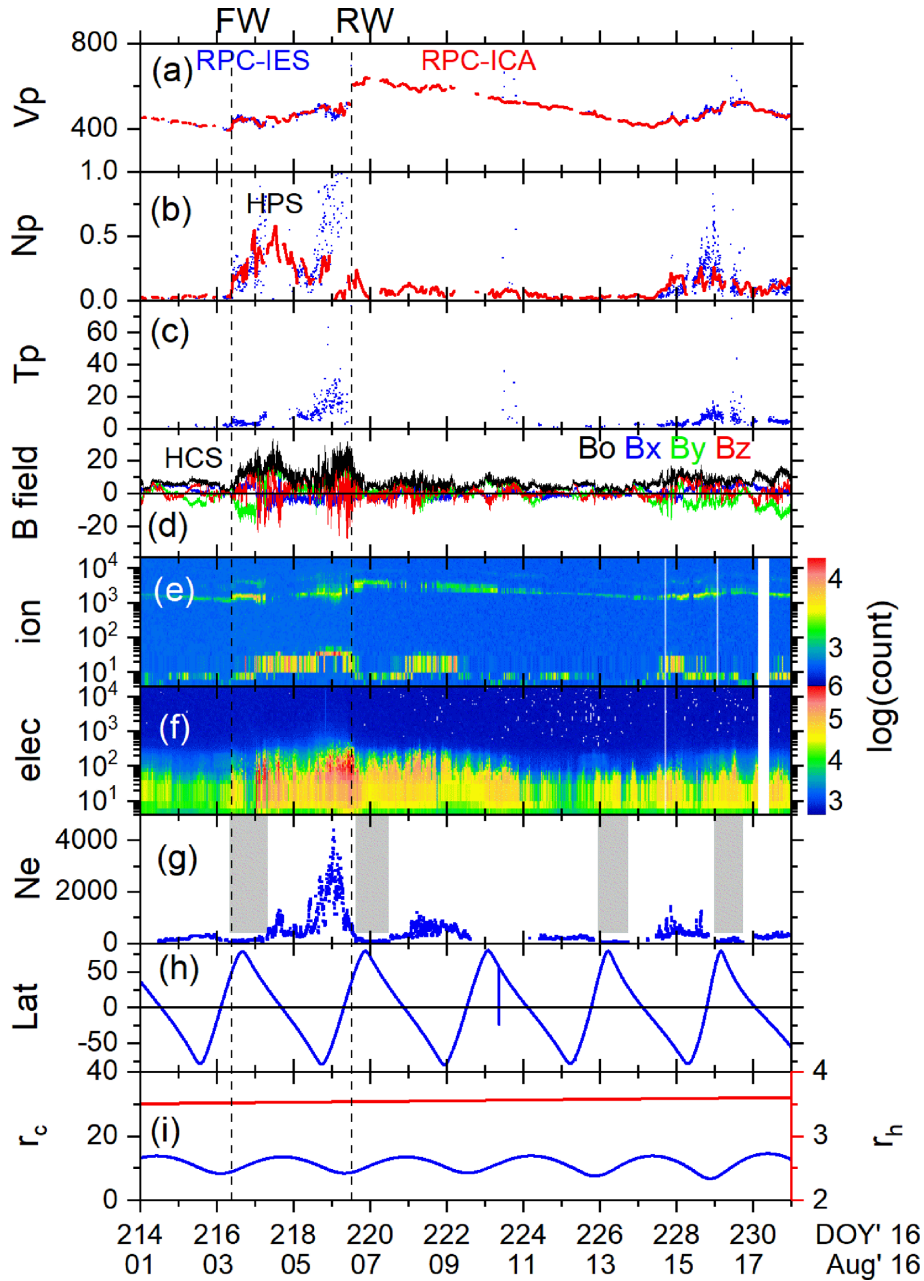 FW RW
800
(a) RPC-IES RPC-ICA
Vp
400
1.0
(b) HPS
Np
0.5
0.0
60
(c)
Tp
40
20
0
HCS Bo Bx By Bz
20
B field
0
(d)
-20
10⁴
(e)
10³
ion
10²
10¹
4
3
log(count)
10⁴
6
(f)
10³
5
elec
10²
4
10¹
3
4000
(g)
Ne
2000
0
(h)
50
Lat
0
-50
40 4
(i)
r_c
20 3
r_h
0 2
214 216 218 220 222 224 226 228 230 DOY' 16
01 03 05 07 09 11 13 15 17 Aug' 16